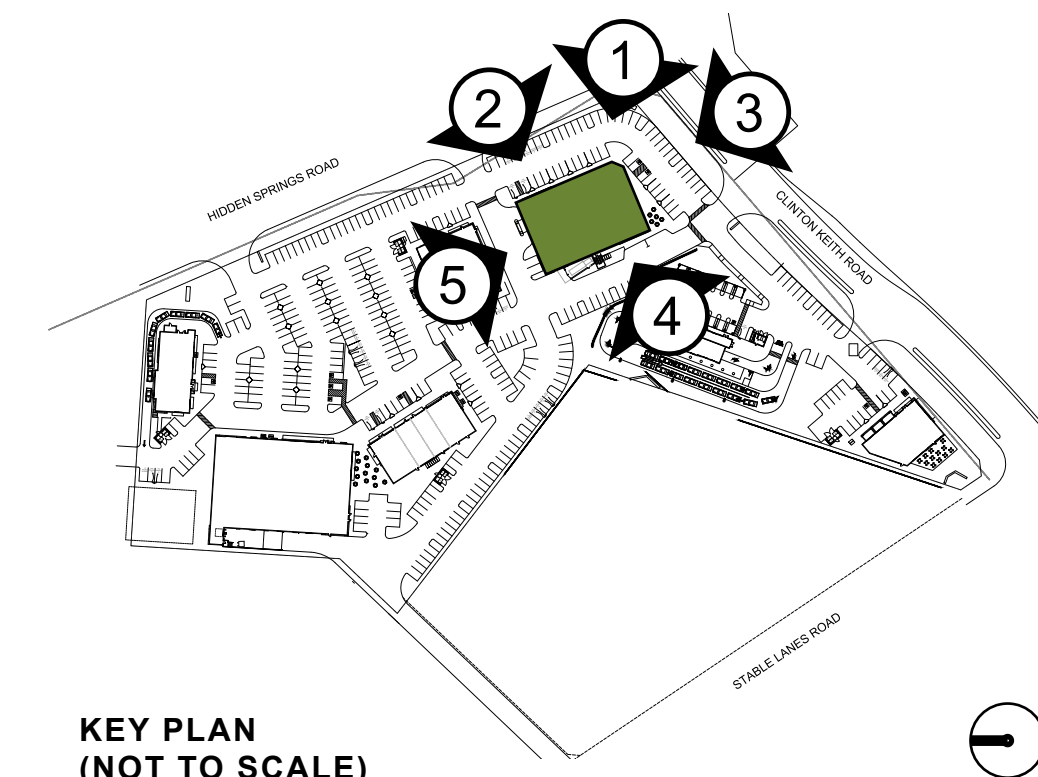 1
2
3
HIDDEN SPRINGS ROAD
CLINTON KEITH ROAD
5
4
STABLE LANES ROAD
KEY PLAN
(NOT TO SCALE)